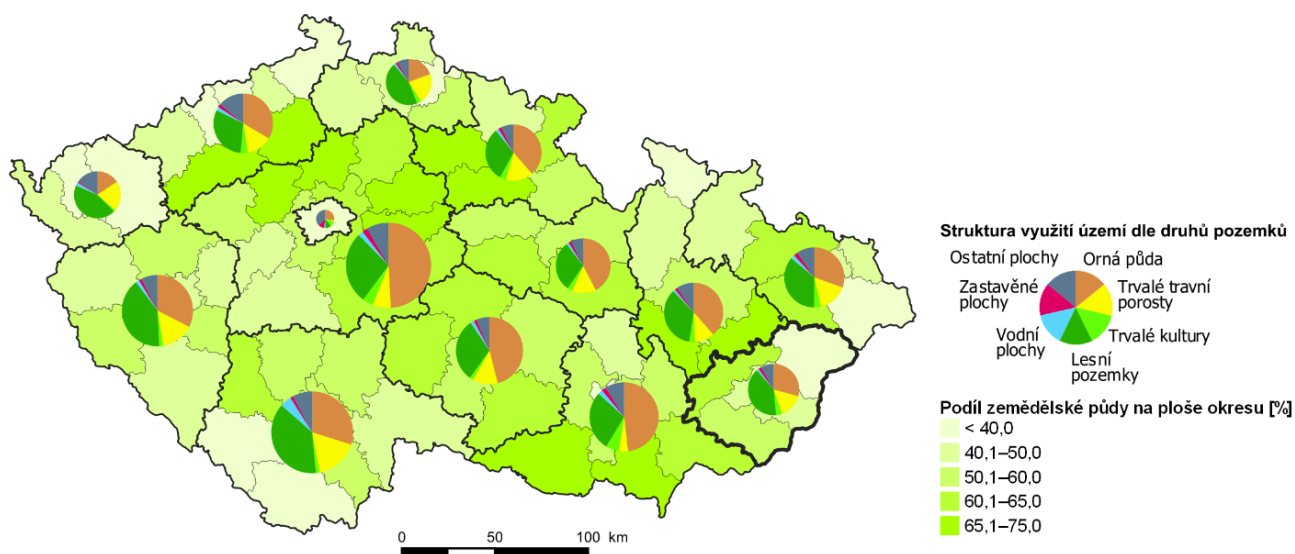 Struktura využití území dle druhů pozemků
Ostatní plochy
Orná půda
Zastavěné
plochy
Trvalé travní
porosty
Vodní
plochy
Trvalé kultury
Lesní
pozemky
Podíl zemědělské půdy na ploše okresu [%]
< 40,0
40,1–50,0
50,1–60,0
60,1–65,0
65,1–75,0
0 50 100 km